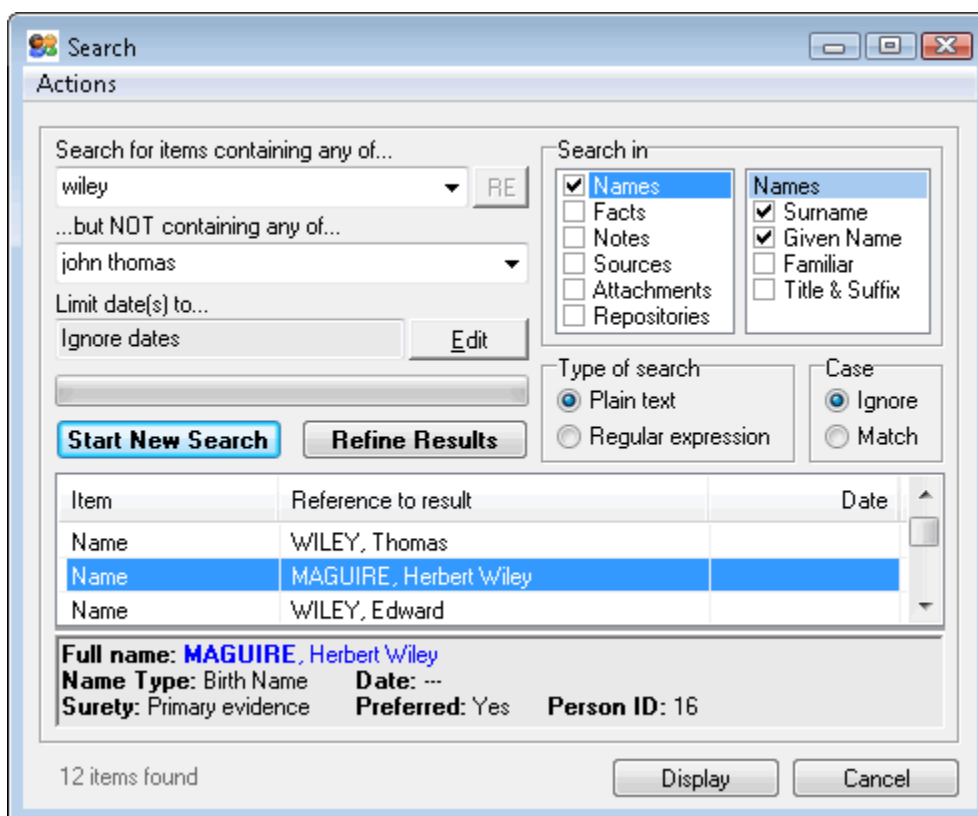 Search
Actions
Search for items containing any of...
wiley
RE
...but NOT containing any of...
john thomas
Limit date(s) to...
Ignore dates
Edit
Start New Search
Refine Results
Search in
Names
Facts
Notes
Sources
Attachments
Repositories
Names
Surname
Given Name
Familiar
Title & Suffix
Type of search
Plain text
Regular expression
Case
Ignore
Match
Item Reference to result Date
Name WILEY, Thomas
Name MAGUIRE, Herbert Wiley
Name WILEY, Edward
Full name: MAGUIRE, Herbert Wiley
Name Type: Birth Name Date: ---
Surety: Primary evidence Preferred: Yes Person ID: 16
12 items found
Display
Cancel